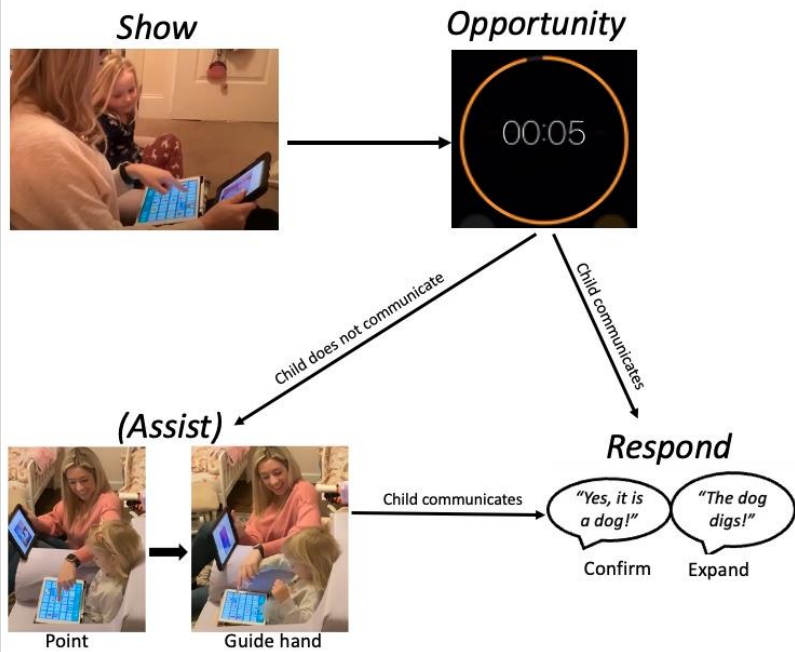 Show
Opportunity
00:05
Child does not communicate
Child communicates
(Assist)
Respond
Child communicates
"Yes, it is
a dog!"
"The dog
digs!"
Confirm
Expand
Point
Guide hand